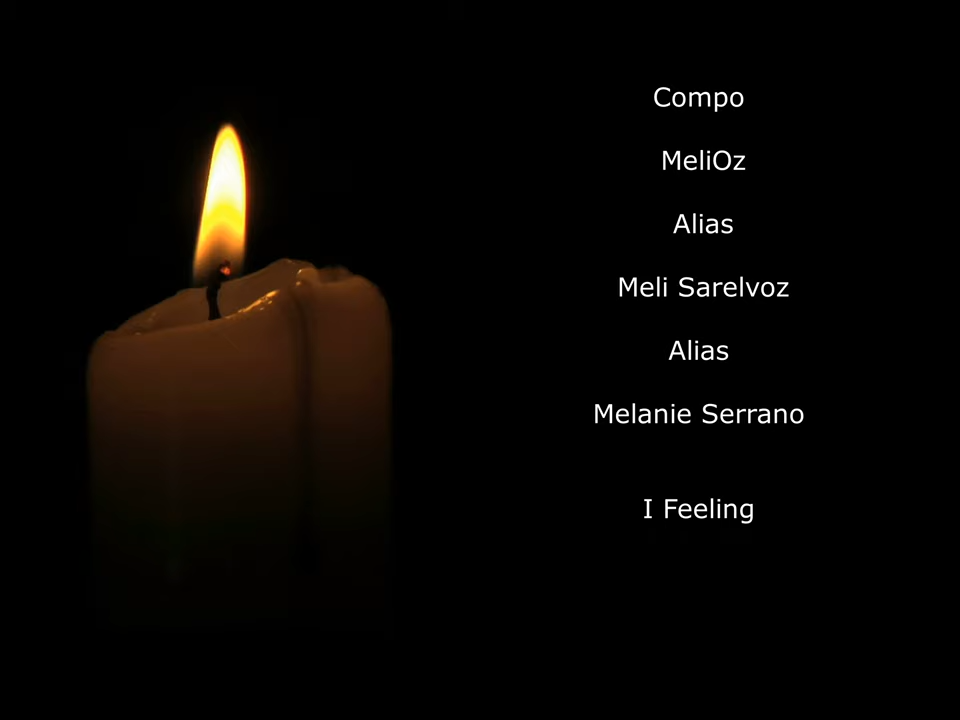 Compo
MeliOz
Alias
Meli Sarelvoz
Alias
Melanie Serrano
I Feeling